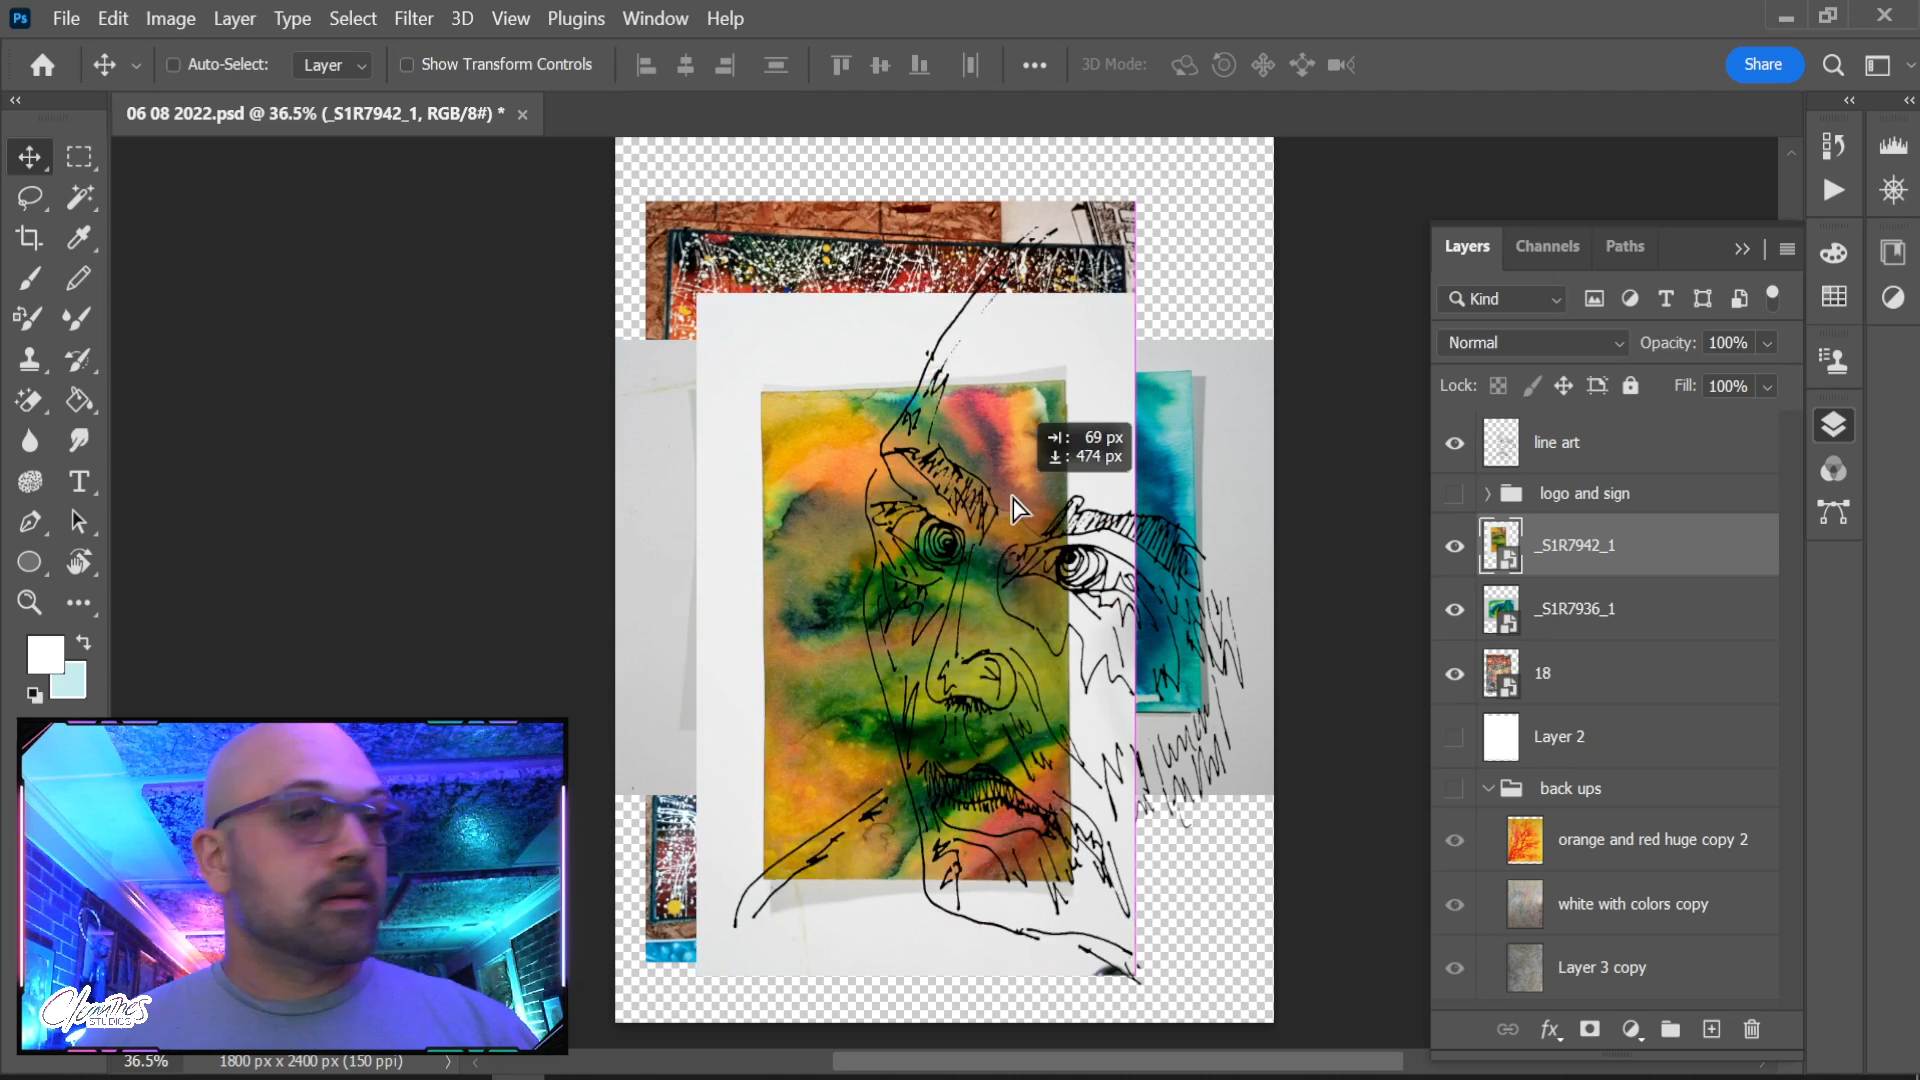 Ps File Edit Image Layer Type Select Filter 3D View Plugins Window Help
Auto-Select: Layer Show Transform Controls 3D Mode: Share
06 08 2022.psd @ 36.5% (_S1R7942_1, RGB/8#) *
Layers Channels Paths
Kind
Normal Opacity: 100%
Lock: Fill: 100%
line art
logo and sign
_S1R7942_1
_S1R7936_1
18
Layer 2
back ups
orange and red huge copy 2
white with colors copy
Layer 3 copy
: 69 px
: 474 px
STUDIOS
36.5% 1800 px x 2400 px (150 ppi)